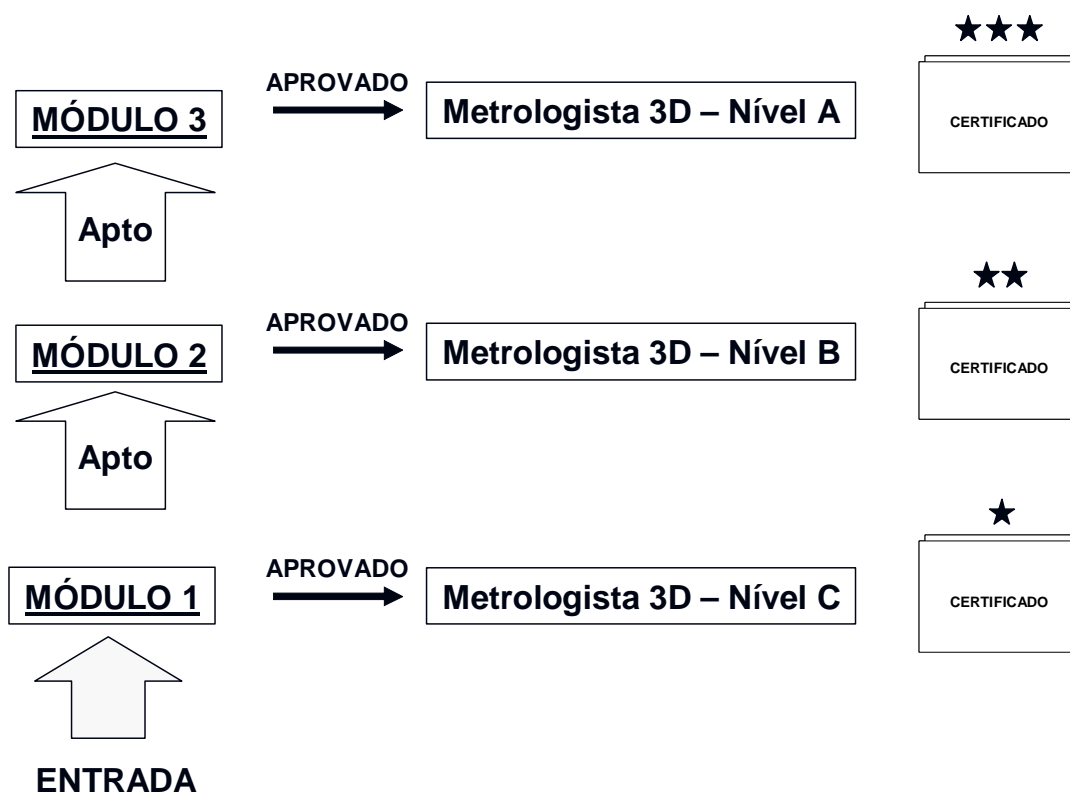 APROVADO
MÓDULO 3
Metrologista 3D – Nível A
CERTIFICADO
Apto
APROVADO
MÓDULO 2
Metrologista 3D – Nível B
CERTIFICADO
Apto
APROVADO
MÓDULO 1
Metrologista 3D – Nível C
CERTIFICADO
ENTRADA